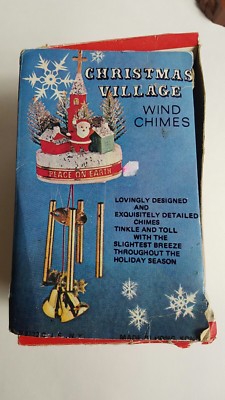 CHRISTMAS
VILLAGE
WIND
CHIMES
PEACE ON EARTH
LOVINGLY DESIGNED
AND
EXQUISITELY DETAILED
CHIMES
TINKLE AND TOLL
WITH THE
SLIGHTEST BREEZE
THROUGHOUT THE
HOLIDAY SEASON